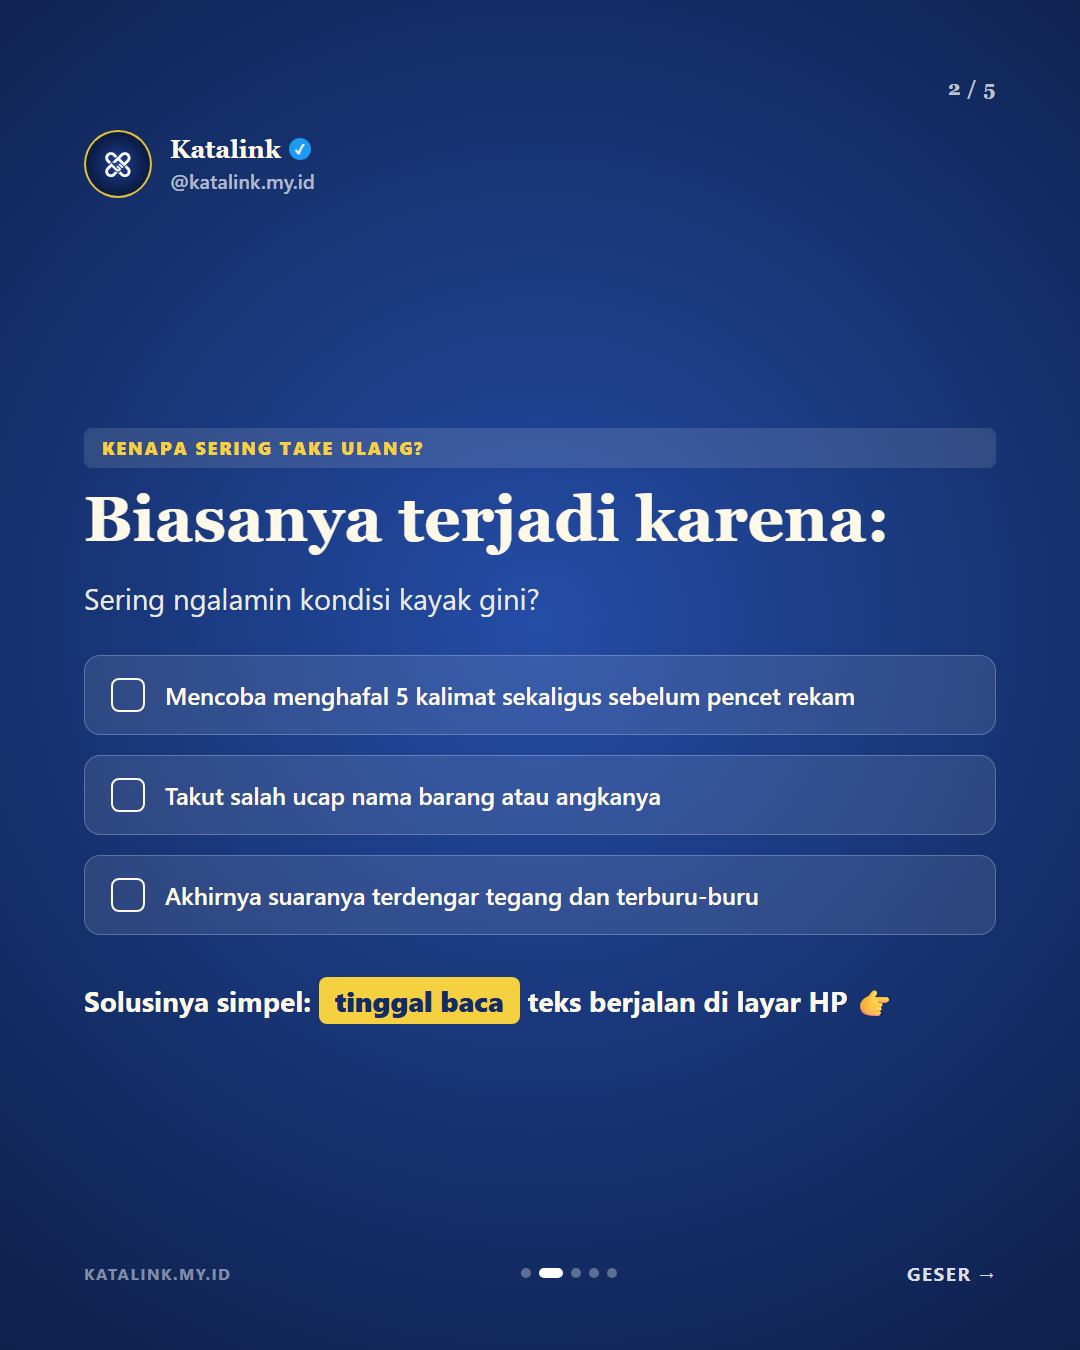 2 / 5
Katalink
@katalink.my.id
KENAPA SERING TAKE ULANG?
Biasanya terjadi karena:
Sering ngalamin kondisi kayak gini?
Mencoba menghafal 5 kalimat sekaligus sebelum pencet rekam
Takut salah ucap nama barang atau angkanya
Akhirnya suaranya terdengar tegang dan terburu-buru
Solusinya simpel: tinggal baca teks berjalan di layar HP 👉
KATALINK.MY.ID
GESER →